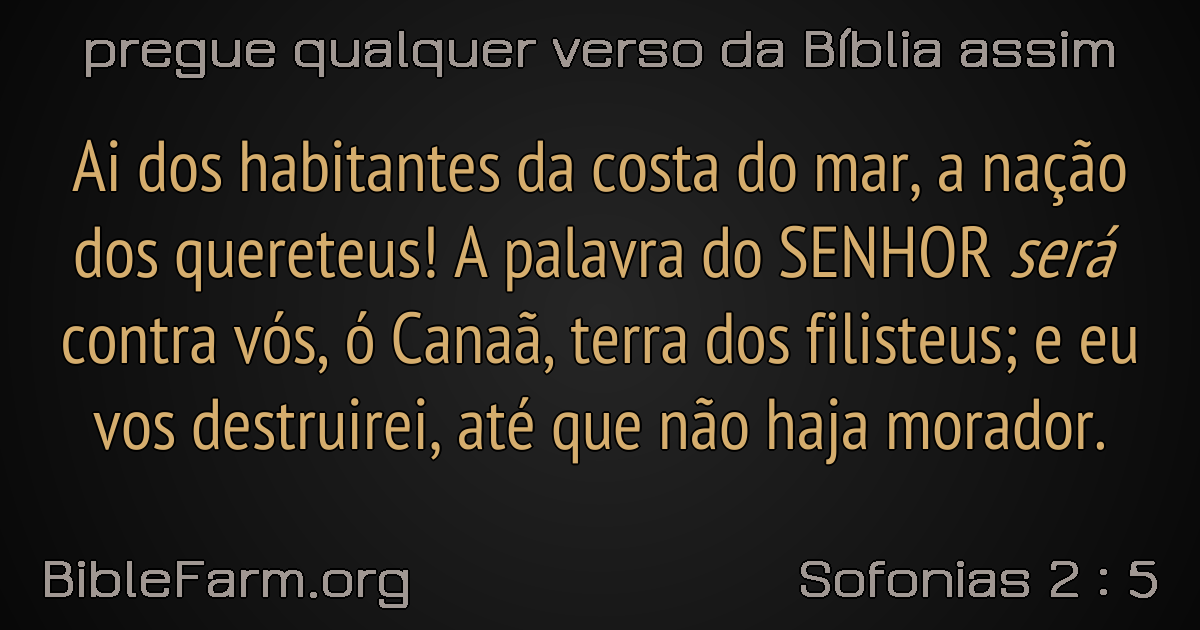 pregue qualquer verso da Bíblia assim
Ai dos habitantes da costa do mar, a nação
dos quereteus! A palavra do SENHOR será
contra vós, ó Canaã, terra dos filisteus; e eu
vos destruirei, até que não haja morador.
BibleFarm.org
Sofonias 2 : 5